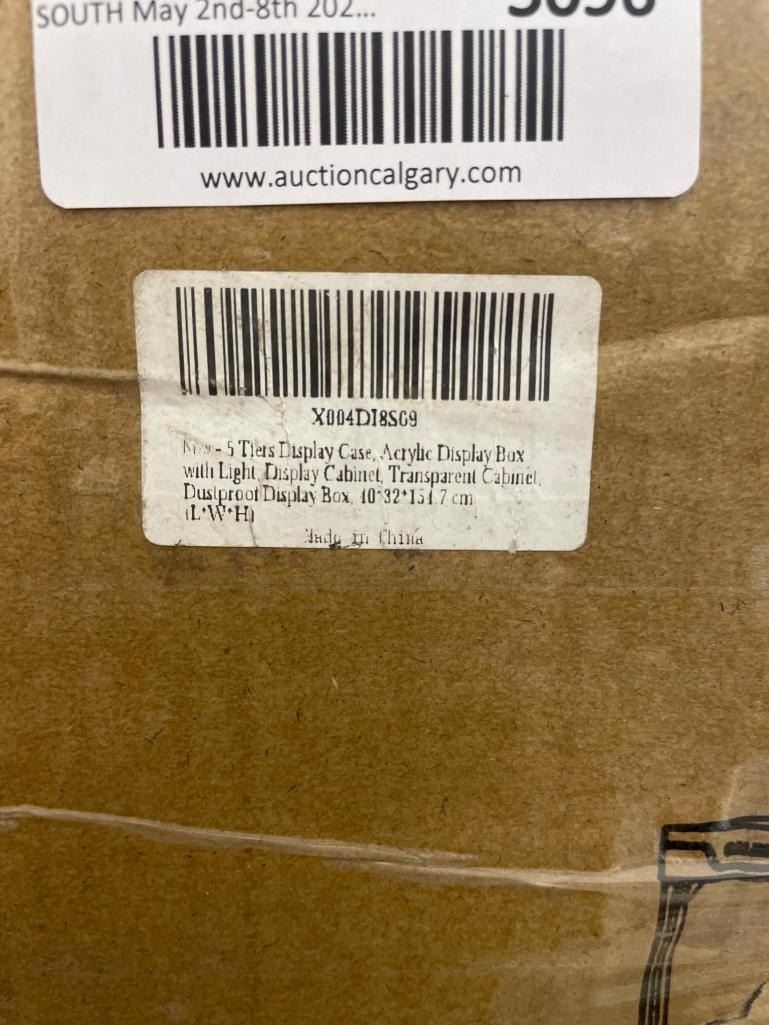 SOUTH May 2nd-8th 202...
www.auctioncalgary.com
X004DI8SG9
- 5 Tiers Display Case, Acrylic Display Box
with Light, Display Cabinet, Transparent Cabinet,
Dustproof Display Box, 40*32*154.7 cm
(L*W*H)
Made in China